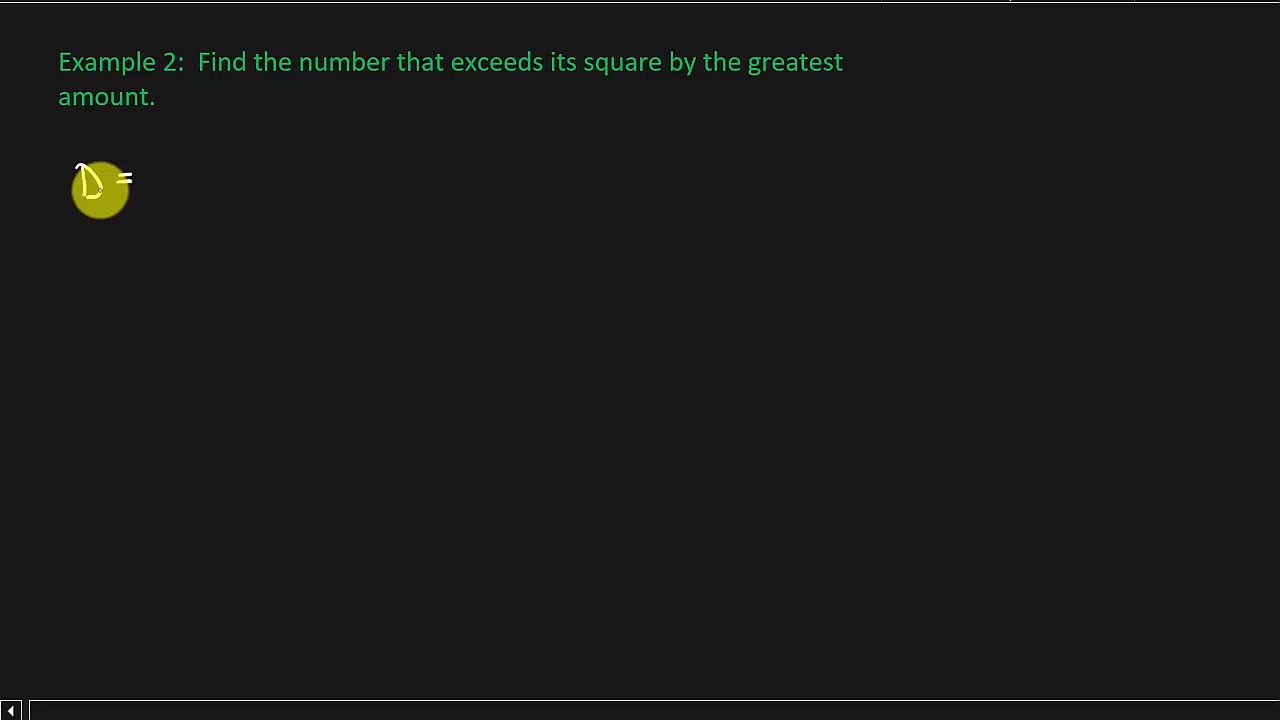 Example 2: Find the number that exceeds its square by the greatest
amount.
D =